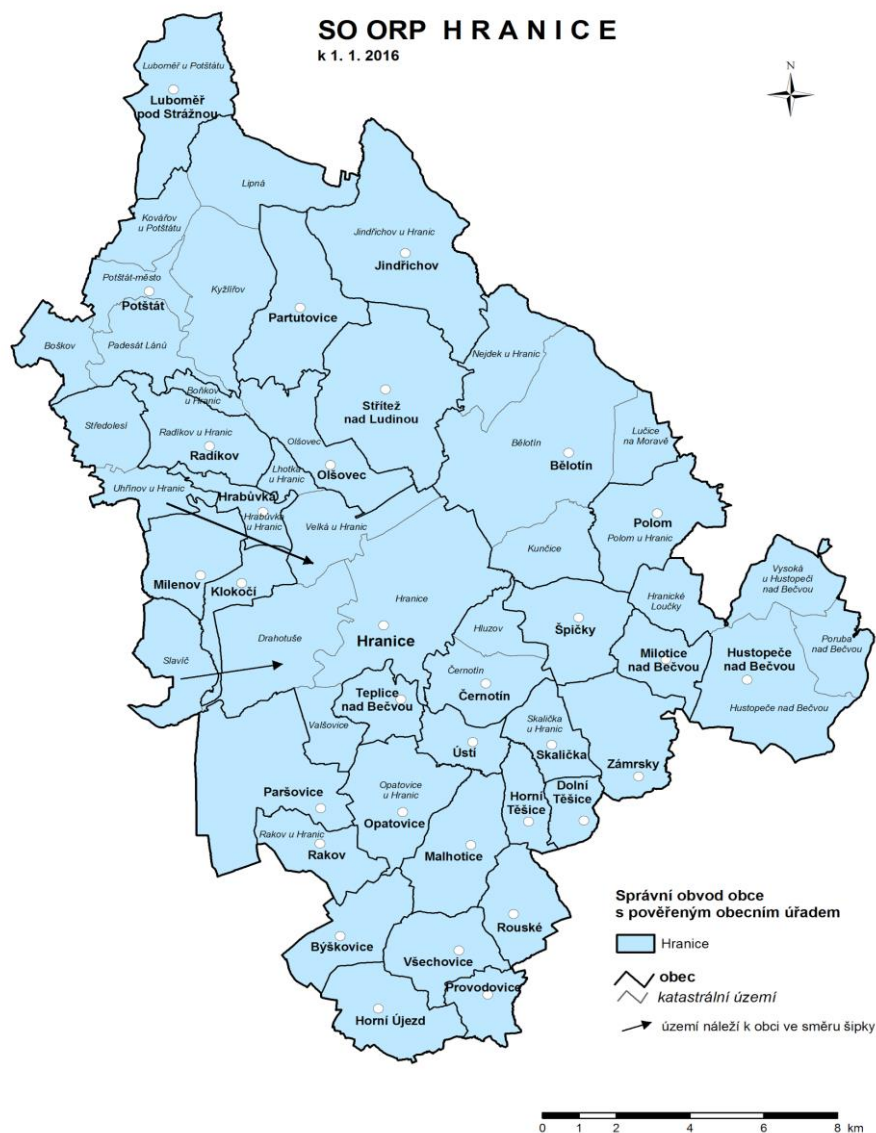 SO ORP H R A N I C E
k 1. 1. 2016
N
Luboměř u Potštátu
Luboměř
pod Strážnou
Lipná
Kovářov
u Potštátu
Jindřichov u Hranic
Jindřichov
Potštát-město
Potštát
Kyžlířov
Partutovice
Boškov
Padesát Lánů
Nejdek u Hranic
Boňkov
u Hranic
Střítež
nad Ludinou
Středolesí
Radíkov u Hranic
Radíkov
Olšovec
Lhotka
u Hranic
Olšovec
Bělotín
Bělotín
Lučice
na Moravě
Uhřínov u Hranic
Hrabůvka
Hrabůvka
u Hranic
Velká u Hranic
Polom
Polom u Hranic
Kunčice
Milenov
Klokočí
Hranice
Hranice
Hranické
Loučky
Vysoká
u Hustopečí
nad Bečvou
Drahotuše
Hluzov
Špičky
Slavíč
Milotice
nad Bečvou
Hustopeče
nad Bečvou
Poruba
nad Bečvou
Hustopeče nad Bečvou
Černotín
Černotín
Teplice
nad Bečvou
Valšovice
Skalička
u Hranic
Skalička
Ústí
Zámrsky
Paršovice
Opatovice
u Hranic
Opatovice
Horní
Těšice
Dolní
Těšice
Rakov u Hranic
Rakov
Malhotice
Rouské
Býškovice
Všechovice
Provodovice
Horní Újezd
Správní obvod obce
s pověřeným obecním úřadem
Hranice
obec
katastrální území
území náleží k obci ve směru šipky
0 1 2 4 6 8 km